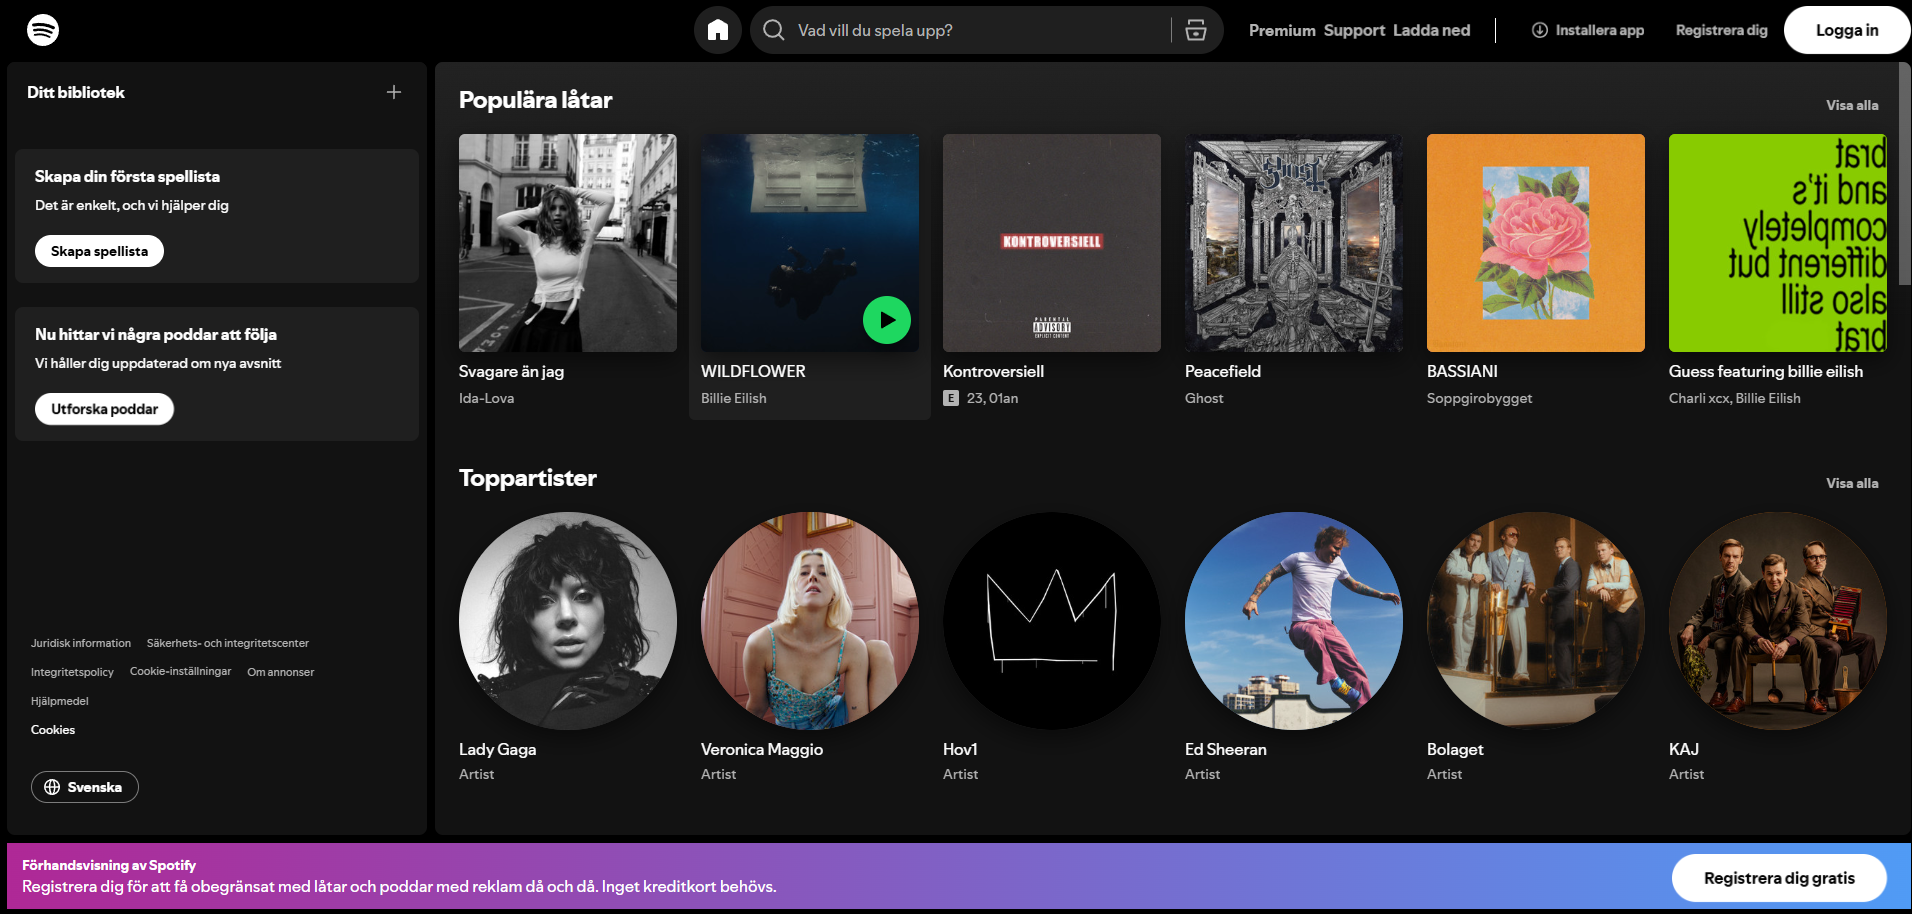 Vad vill du spela upp?
Premium Support Ladda ned
Installera app
Registrera dig
Logga in
Ditt bibliotek
Skapa din första spellista
Det är enkelt, och vi hjälper dig
Skapa spellista
Nu hittar vi några poddar att följa
Vi håller dig uppdaterad om nya avsnitt
Utforska poddar
Juridisk information
Säkerhets- och integritetscenter
Integritetspolicy
Cookie-inställningar
Om annonser
Hjälpmedel
Cookies
Svenska
Populära låtar
Visa alla
KONTROVERSIELL
PARENTAL
ADVISORY
EXPLICIT CONTENT
Ghost
brat
and it's
completely
different but
also still
brat
Svagare än jag
Ida-Lova
WILDFLOWER
Billie Eilish
Kontroversiell
E 23, 01an
Peacefield
Ghost
BASSIANI
Soppgirobygget
Guess featuring billie eilish
Charli xcx, Billie Eilish
Toppartister
Visa alla
Lady Gaga
Artist
Veronica Maggio
Artist
Hov1
Artist
Ed Sheeran
Artist
Bolaget
Artist
KAJ
Artist
Förhandsvisning av Spotify
Registrera dig för att få obegränsat med låtar och poddar med reklam då och då. Inget kreditkort behövs.
Registrera dig gratis